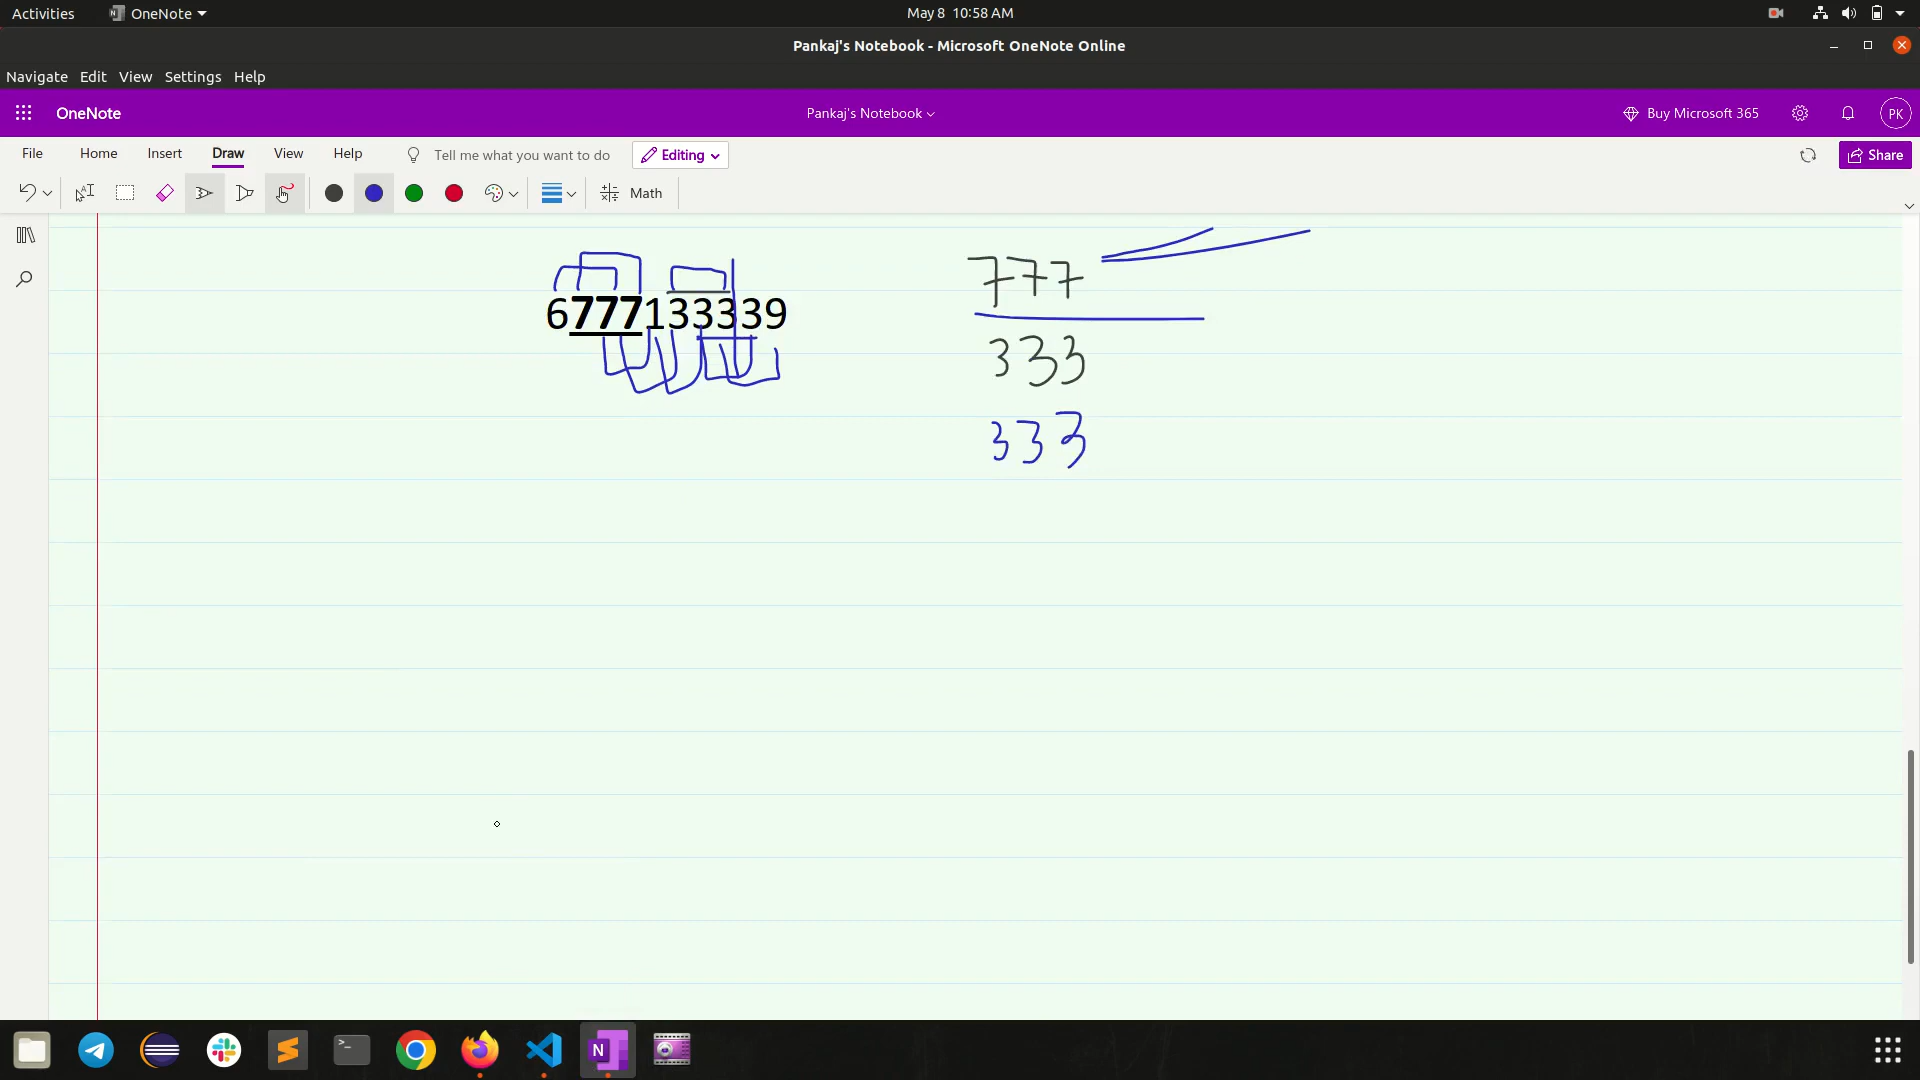 Activities OneNote May 8 10:58 AM
Pankaj's Notebook - Microsoft OneNote Online
Navigate Edit View Settings Help
OneNote Pankaj's Notebook Buy Microsoft 365 PK
File Home Insert Draw View Help Tell me what you want to do Editing Share
Math
777
6777133339
333
333